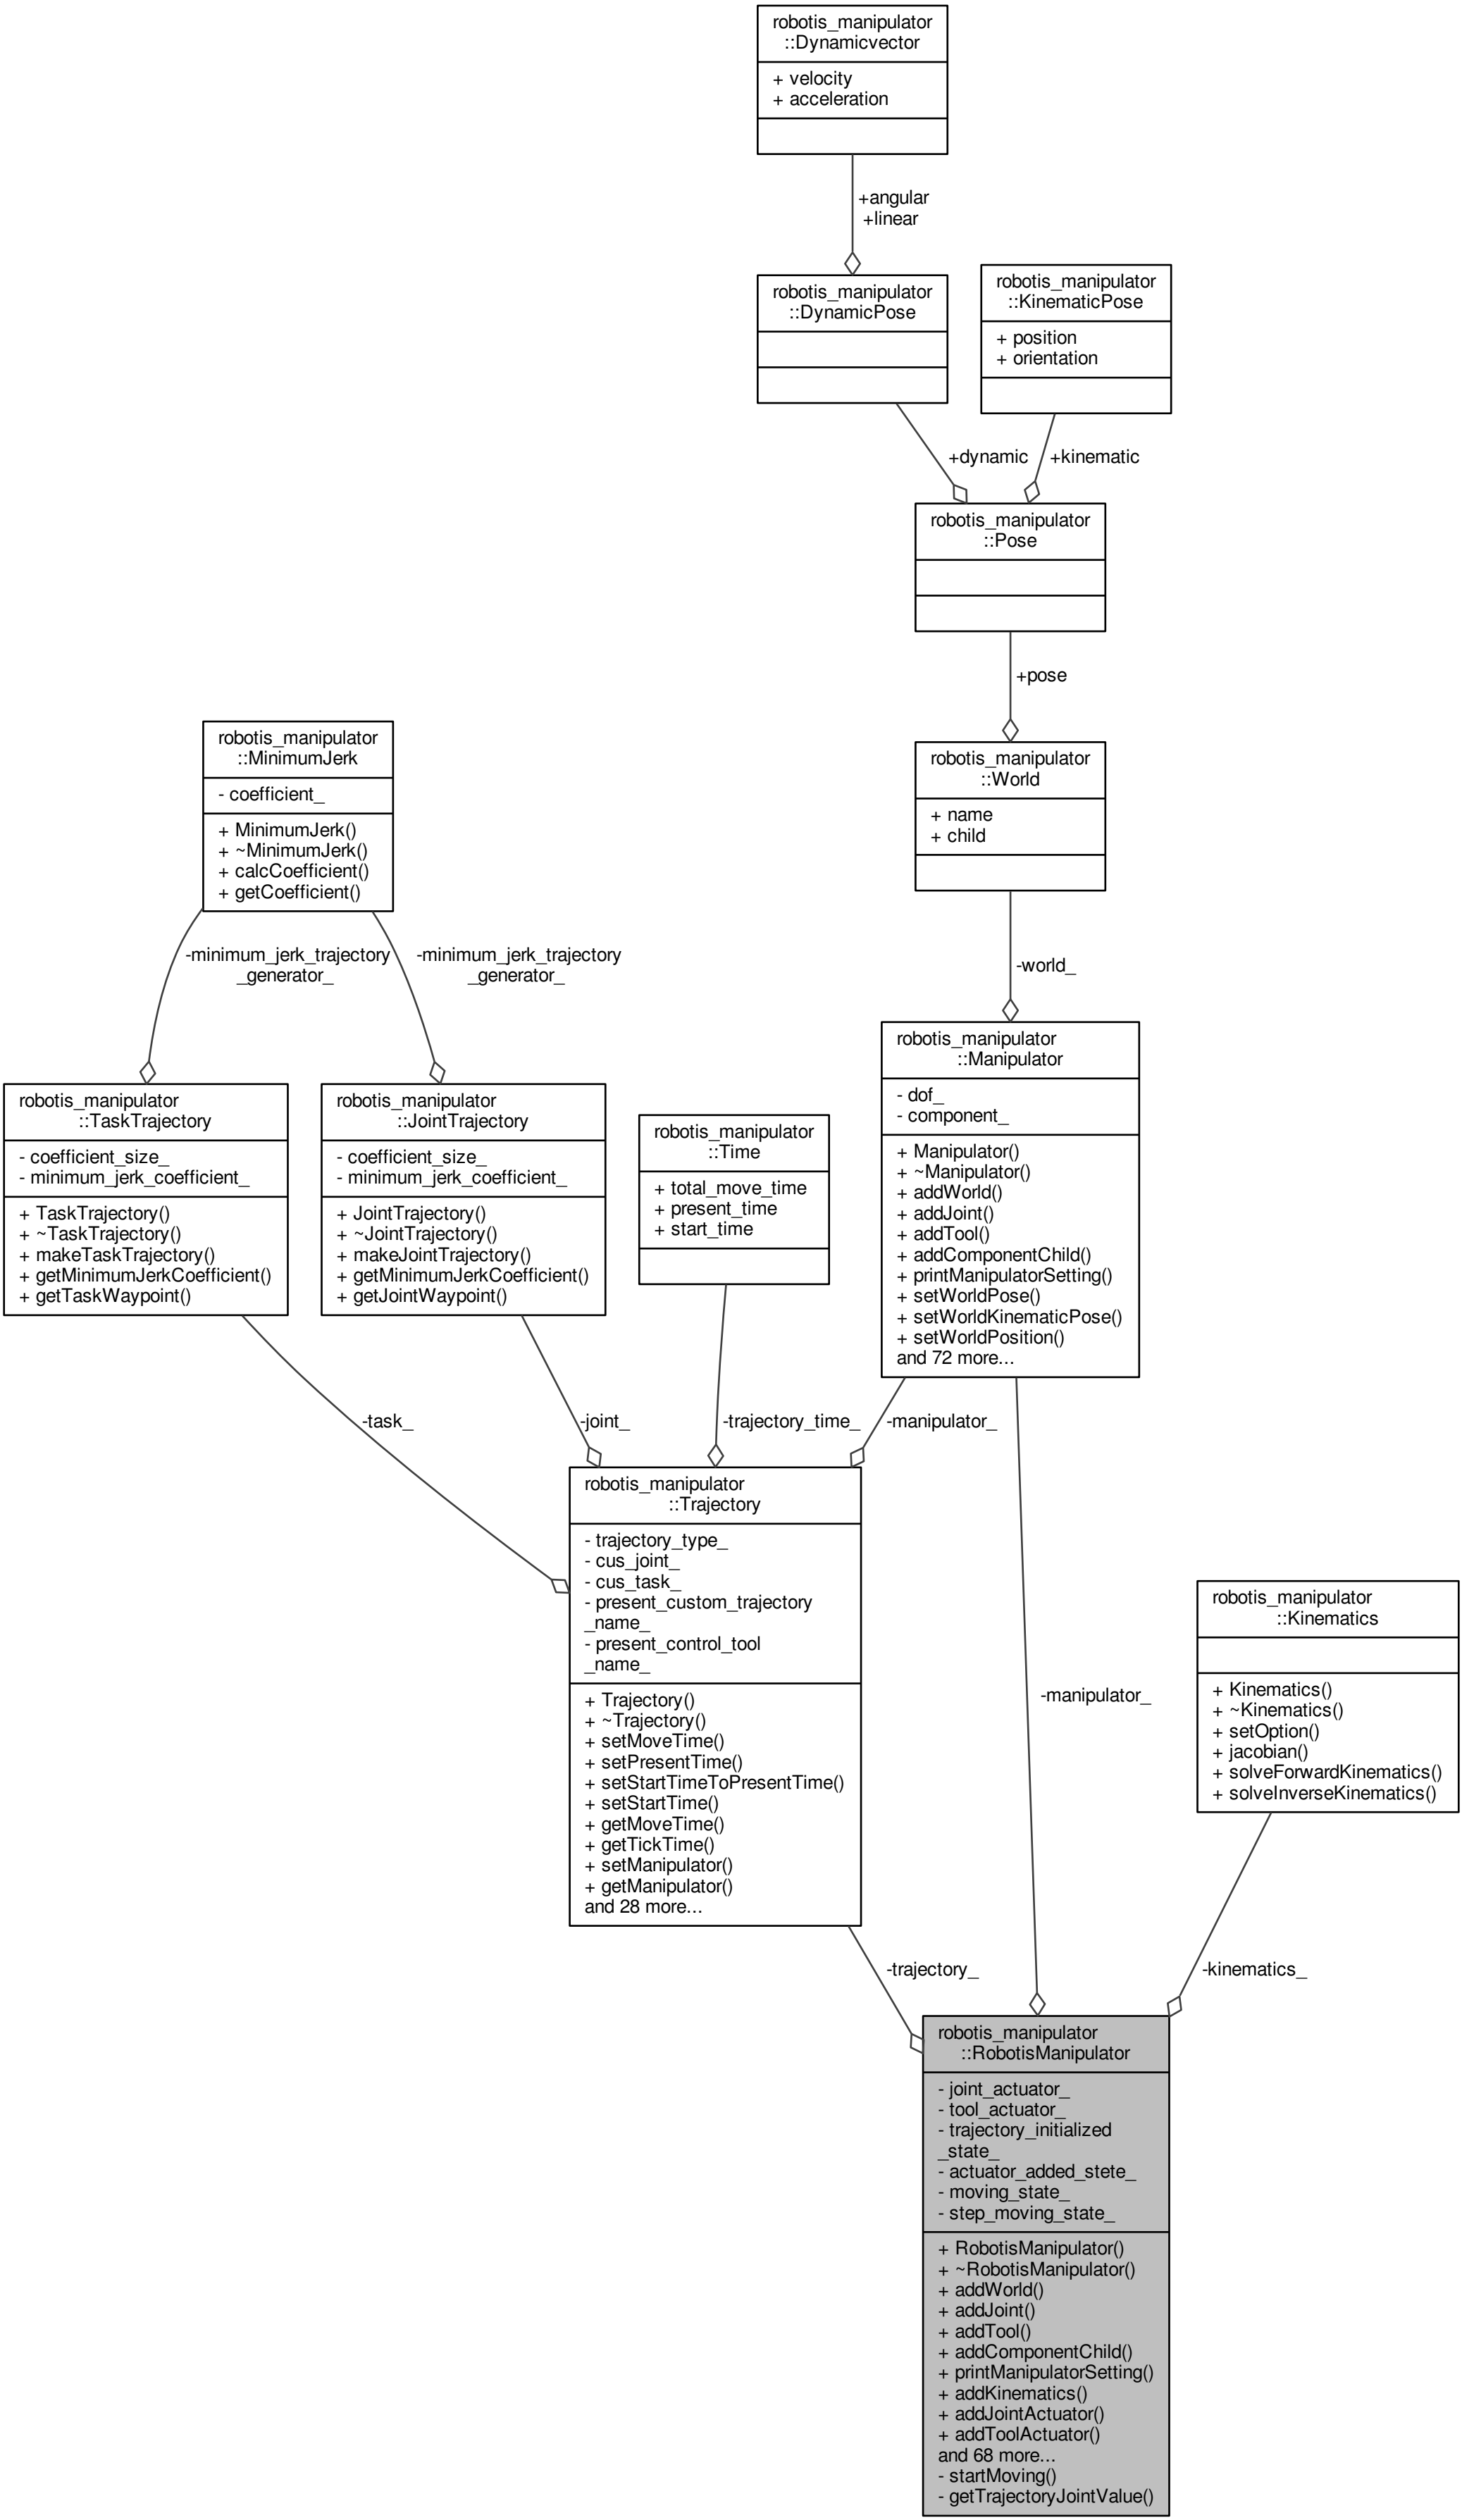 robotis_manipulator
::Dynamicvector
+ velocity
+ acceleration
+angular
+linear
robotis_manipulator
::DynamicPose
robotis_manipulator
::KinematicPose
+ position
+ orientation
+dynamic
+kinematic
robotis_manipulator
::Pose
+pose
robotis_manipulator
::MinimumJerk
- coefficient_
+ MinimumJerk()
+ ~MinimumJerk()
+ calcCoefficient()
+ getCoefficient()
robotis_manipulator
::World
+ name
+ child
-minimum_jerk_trajectory
_generator_
-minimum_jerk_trajectory
_generator_
-world_
robotis_manipulator
::TaskTrajectory
- coefficient_size_
- minimum_jerk_coefficient_
+ TaskTrajectory()
+ ~TaskTrajectory()
+ makeTaskTrajectory()
+ getMinimumJerkCoefficient()
+ getTaskWaypoint()
robotis_manipulator
::JointTrajectory
- coefficient_size_
- minimum_jerk_coefficient_
+ JointTrajectory()
+ ~JointTrajectory()
+ makeJointTrajectory()
+ getMinimumJerkCoefficient()
+ getJointWaypoint()
robotis_manipulator
::Time
+ total_move_time
+ present_time
+ start_time
robotis_manipulator
::Manipulator
- dof_
- component_
+ Manipulator()
+ ~Manipulator()
+ addWorld()
+ addJoint()
+ addTool()
+ addComponentChild()
+ printManipulatorSetting()
+ setWorldPose()
+ setWorldKinematicPose()
+ setWorldPosition()
and 72 more...
-task_
-joint_
-trajectory_time_
-manipulator_
robotis_manipulator
::Trajectory
- trajectory_type_
- cus_joint_
- cus_task_
- present_custom_trajectory
_name_
- present_control_tool
_name_
+ Trajectory()
+ ~Trajectory()
+ setMoveTime()
+ setPresentTime()
+ setStartTimeToPresentTime()
+ setStartTime()
+ getMoveTime()
+ getTickTime()
+ setManipulator()
+ getManipulator()
and 28 more...
-manipulator_
robotis_manipulator
::Kinematics
+ Kinematics()
+ ~Kinematics()
+ setOption()
+ jacobian()
+ solveForwardKinematics()
+ solveInverseKinematics()
-trajectory_
-kinematics_
robotis_manipulator
::RobotisManipulator
- joint_actuator_
- tool_actuator_
- trajectory_initialized
_state_
- actuator_added_stete_
- moving_state_
- step_moving_state_
+ RobotisManipulator()
+ ~RobotisManipulator()
+ addWorld()
+ addJoint()
+ addTool()
+ addComponentChild()
+ printManipulatorSetting()
+ addKinematics()
+ addJointActuator()
+ addToolActuator()
and 68 more...
- startMoving()
- getTrajectoryJointValue()